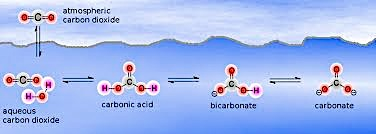 atmospheric
carbon dioxide
O C O
O C O
H
O
H
aqueous
carbon dioxide
O
C
H O O H
carbonic acid
O
C
O O H
bicarbonate
O
C
O O
carbonate